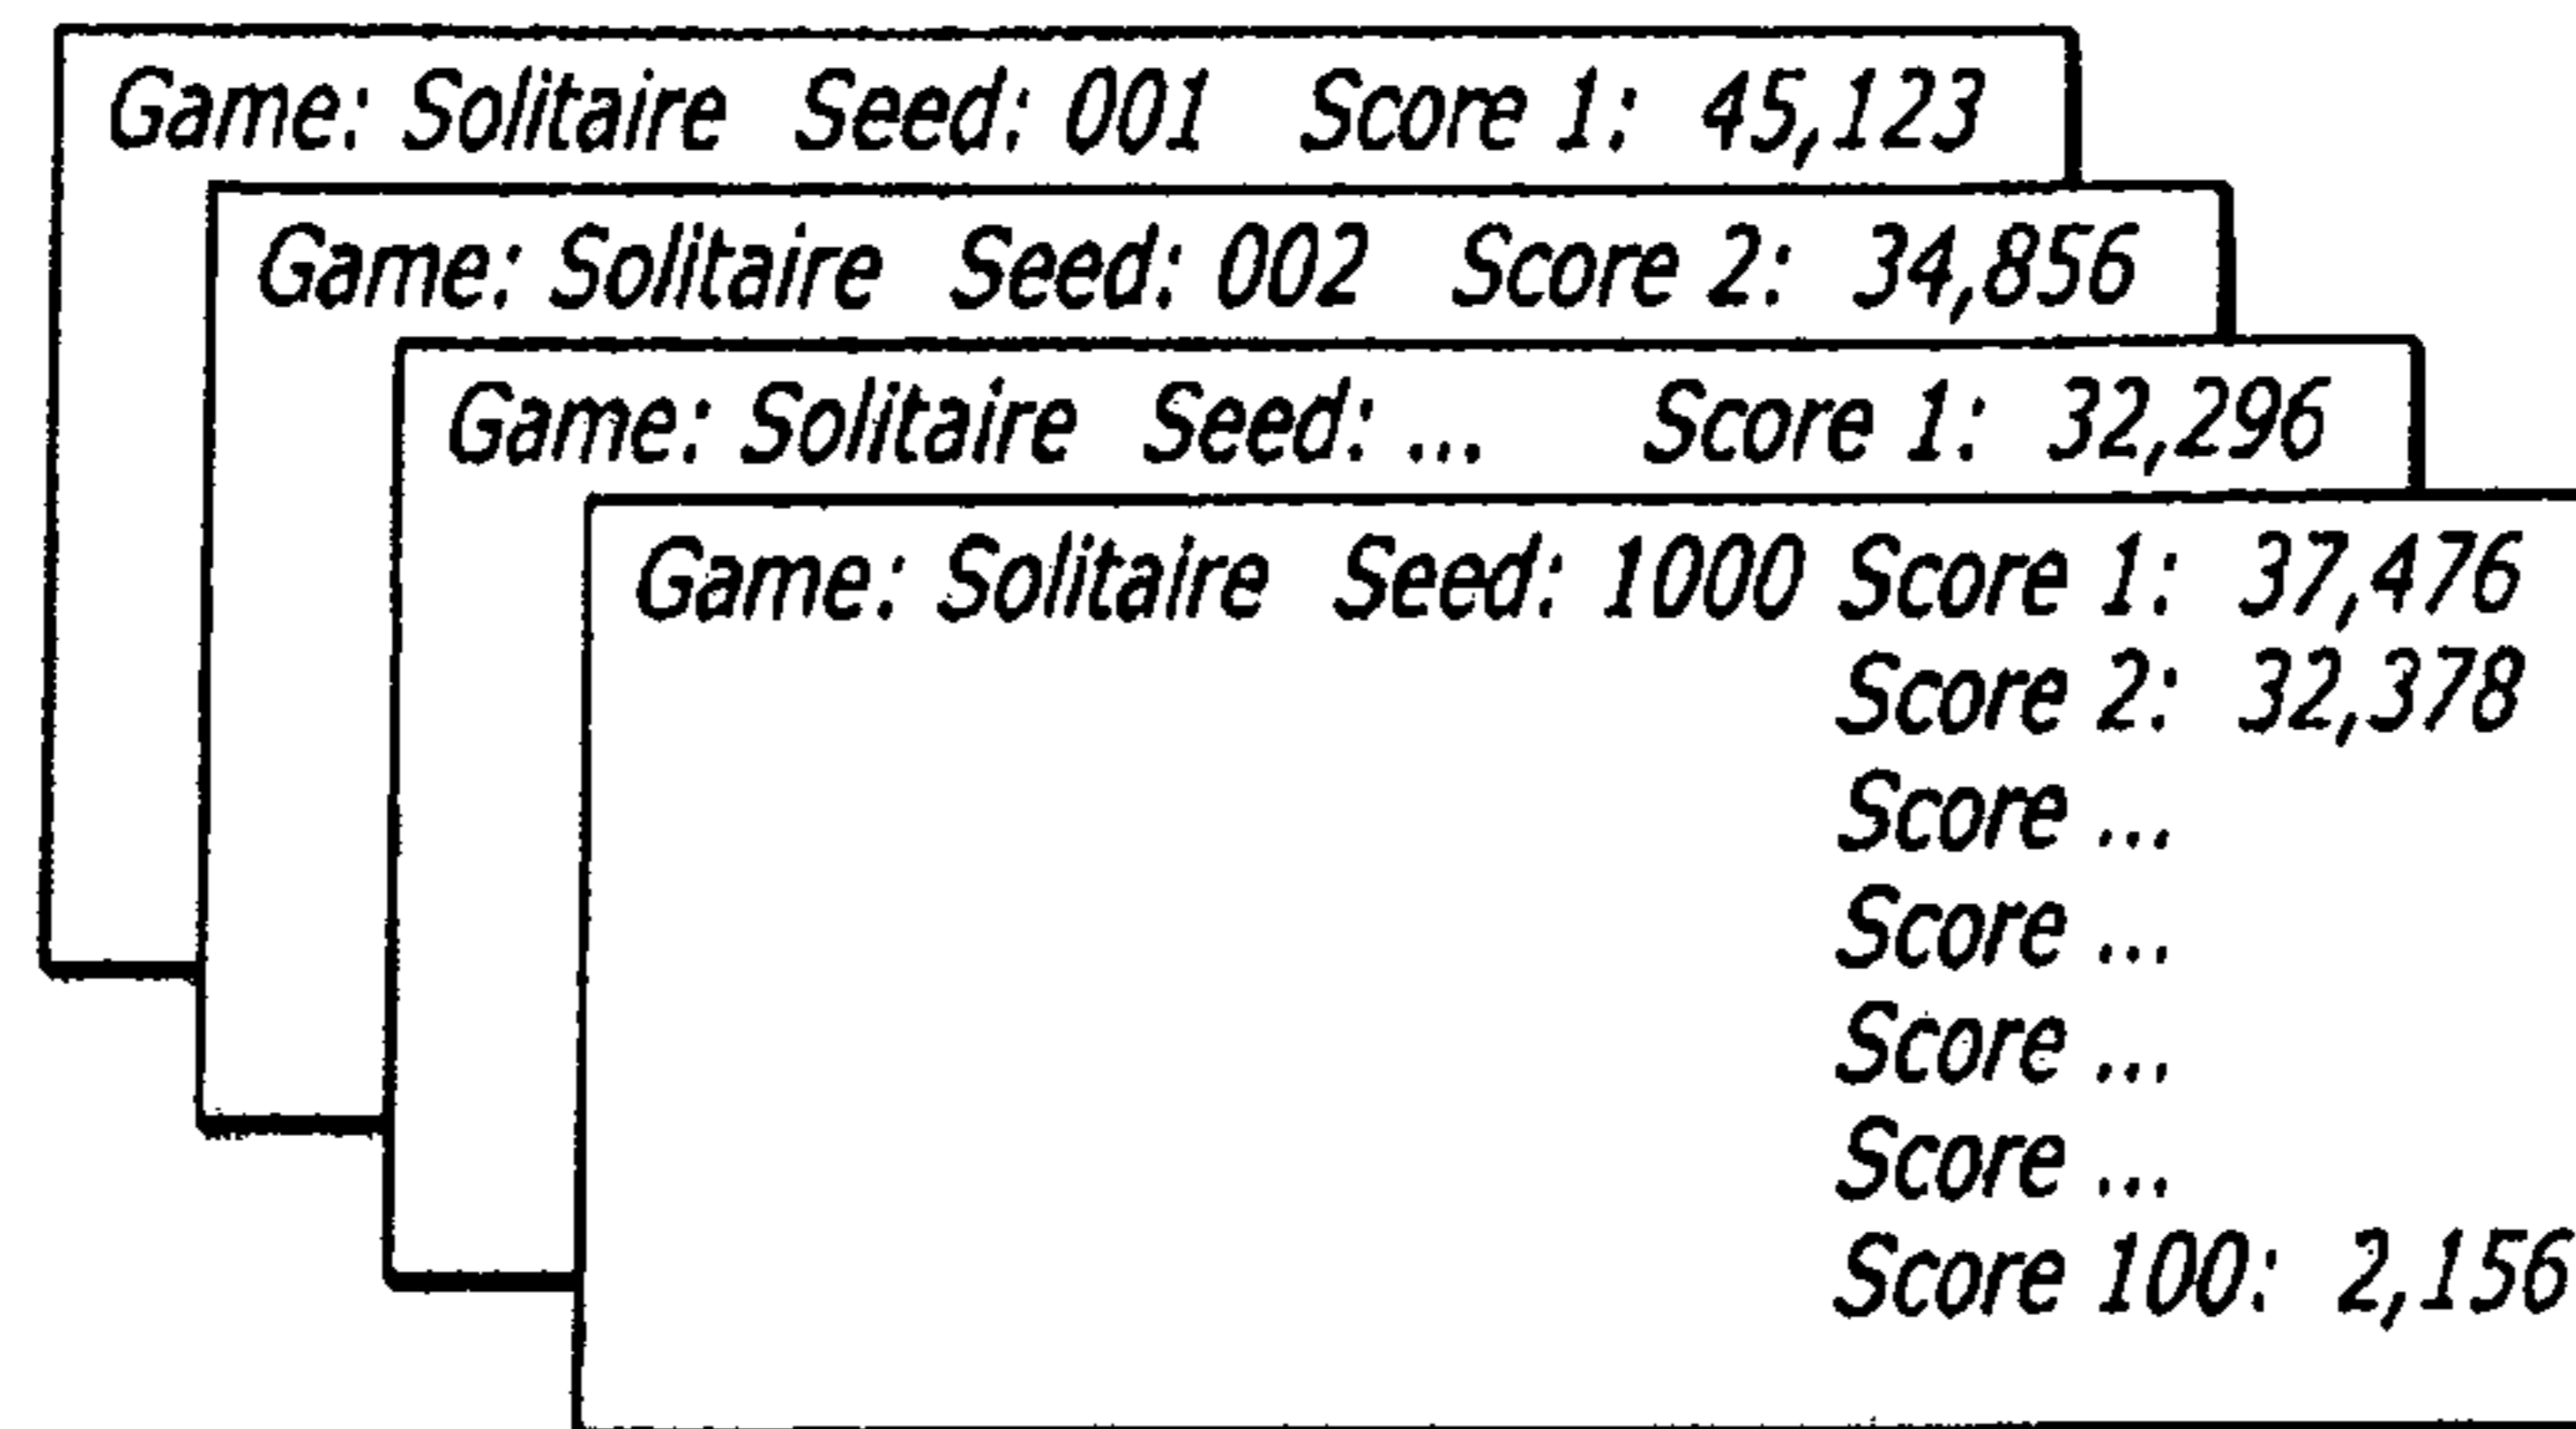 Game: Solitaire Seed: 001 Score 1: 45,123
Game: Solitaire Seed: 002 Score 2: 34,856
Game: Solitaire Seed: ... Score 1: 32,296
Game: Solitaire Seed: 1000 Score 1: 37,476
Score 2: 32,378
Score ...
Score ...
Score ...
Score ...
Score 100: 2,156